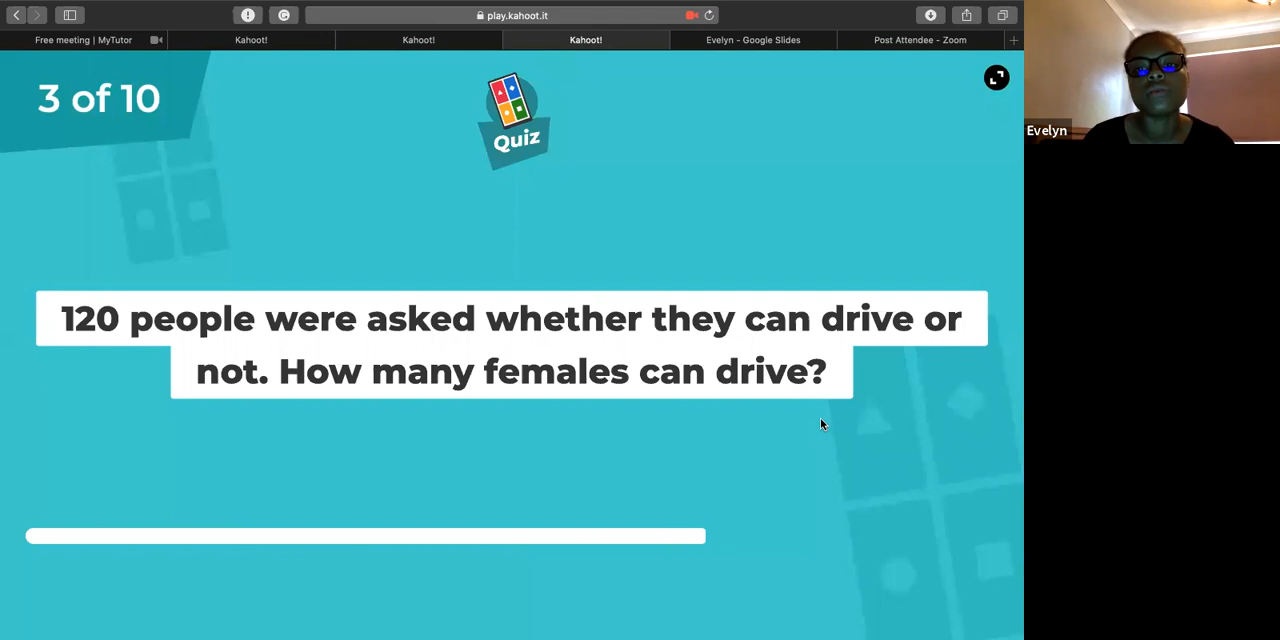 play.kahoot.it
Free meeting | MyTutor
Kahoot!
Kahoot!
Kahoot!
Evelyn - Google Slides
Post Attendee - Zoom
3 of 10
Quiz
120 people were asked whether they can drive or
not. How many females can drive?
Evelyn